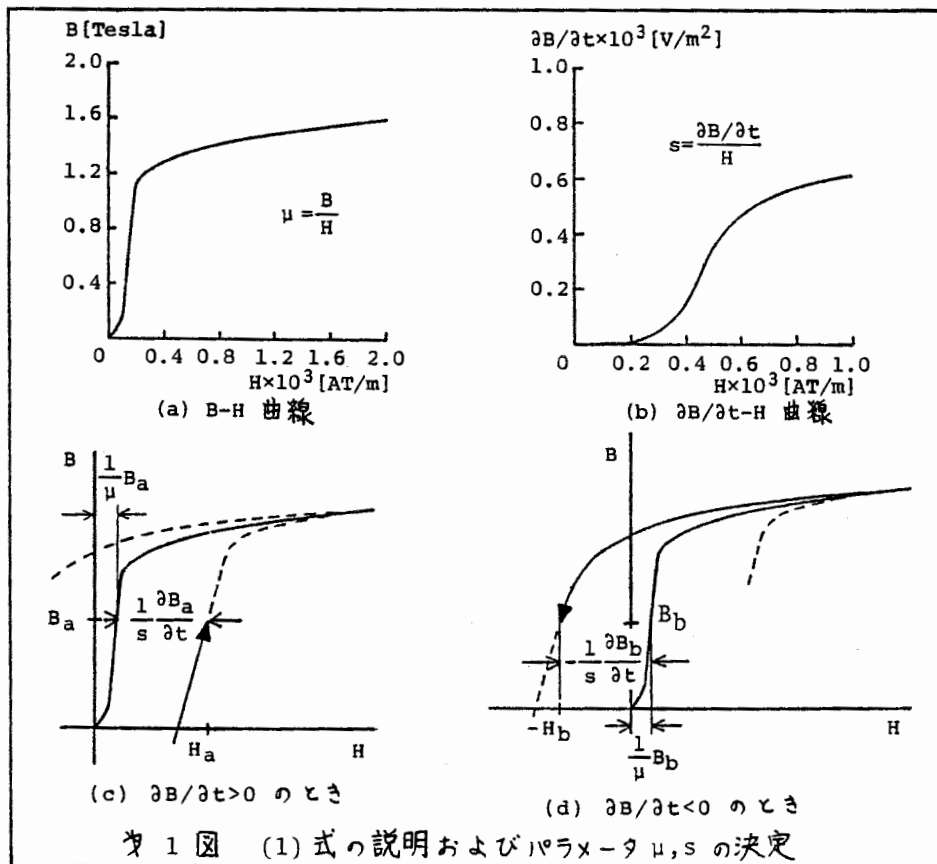 B[Tesla]
2.0
1.6
1.2
0.8
0.4
μ=B/H
0 0.4 0.8 1.2 1.6 2.0
H×10³[AT/m]
(a) B-H 曲線
∂B/∂t×10³[V/m²]
1.0
0.8
0.6
0.4
0.2
s=∂B/∂t/H
0 0.2 0.4 0.6 0.8 1.0
H×10³[AT/m]
(b) ∂B/∂t-H 曲線
B
1/μ Ba
Ba
1/s ∂Ba/∂t
Ha
H
(c) ∂B/∂t>0 のとき
B
Bb
-1/s ∂Bb/∂t
-Hb
H
1/μ Bb
(d) ∂B/∂t<0 のとき
第1図 (1)式の説明およびパラメータμ,sの決定